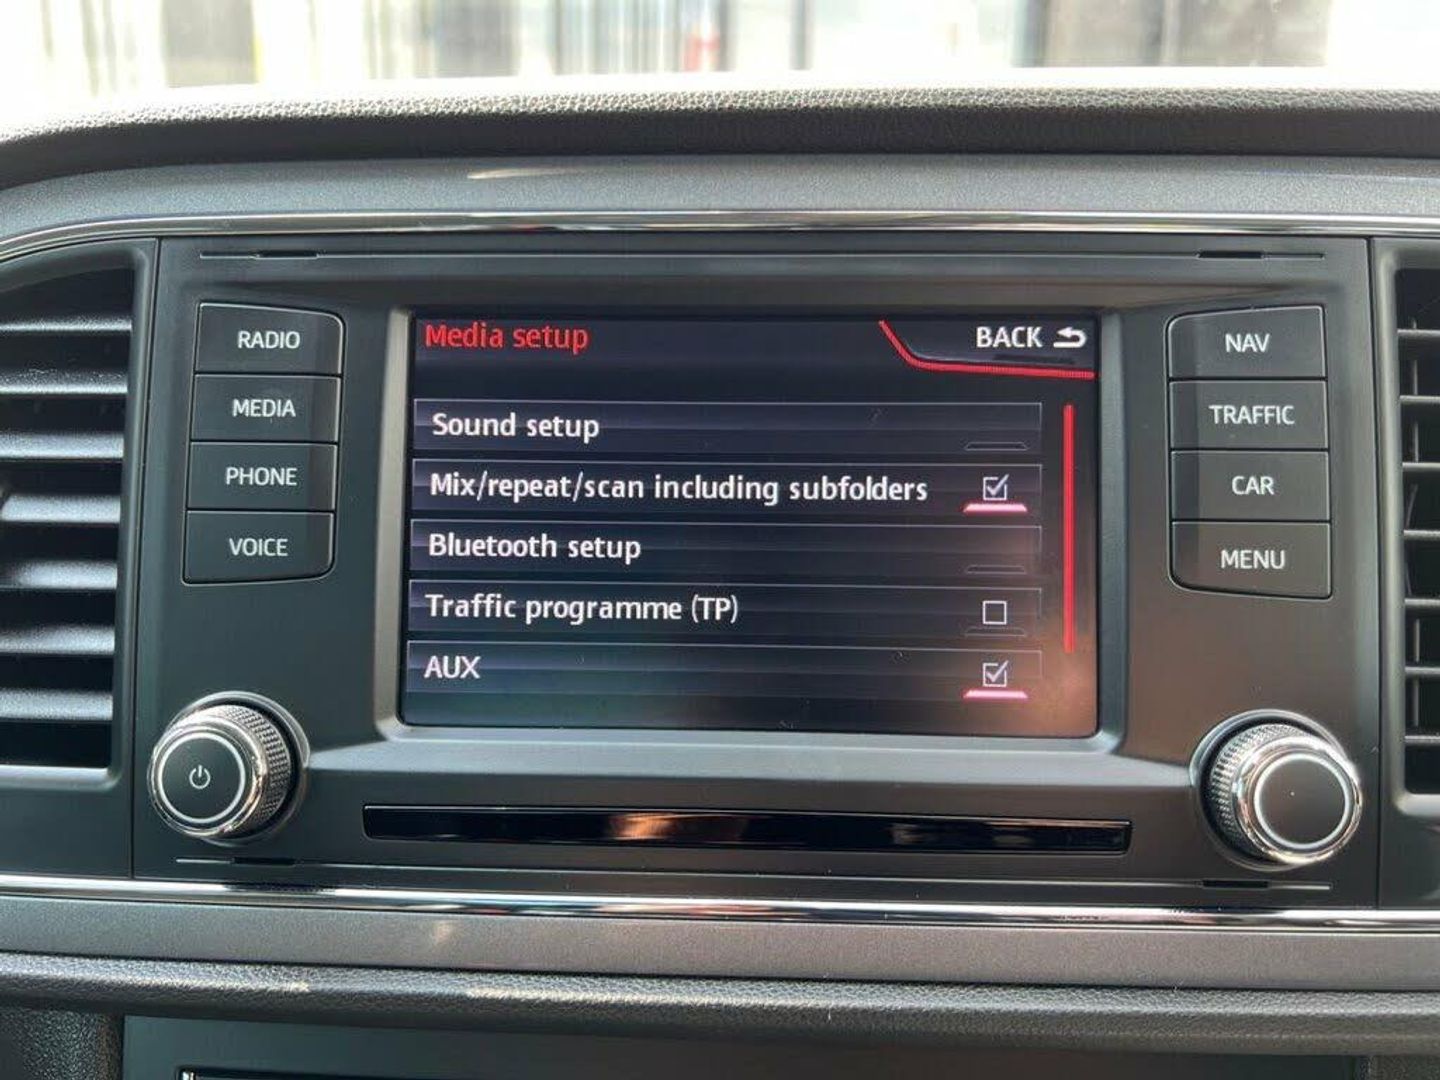 RADIO
MEDIA
PHONE
VOICE
Media setup
BACK
Sound setup
Mix/repeat/scan including subfolders
Bluetooth setup
Traffic programme (TP)
AUX
NAV
TRAFFIC
CAR
MENU